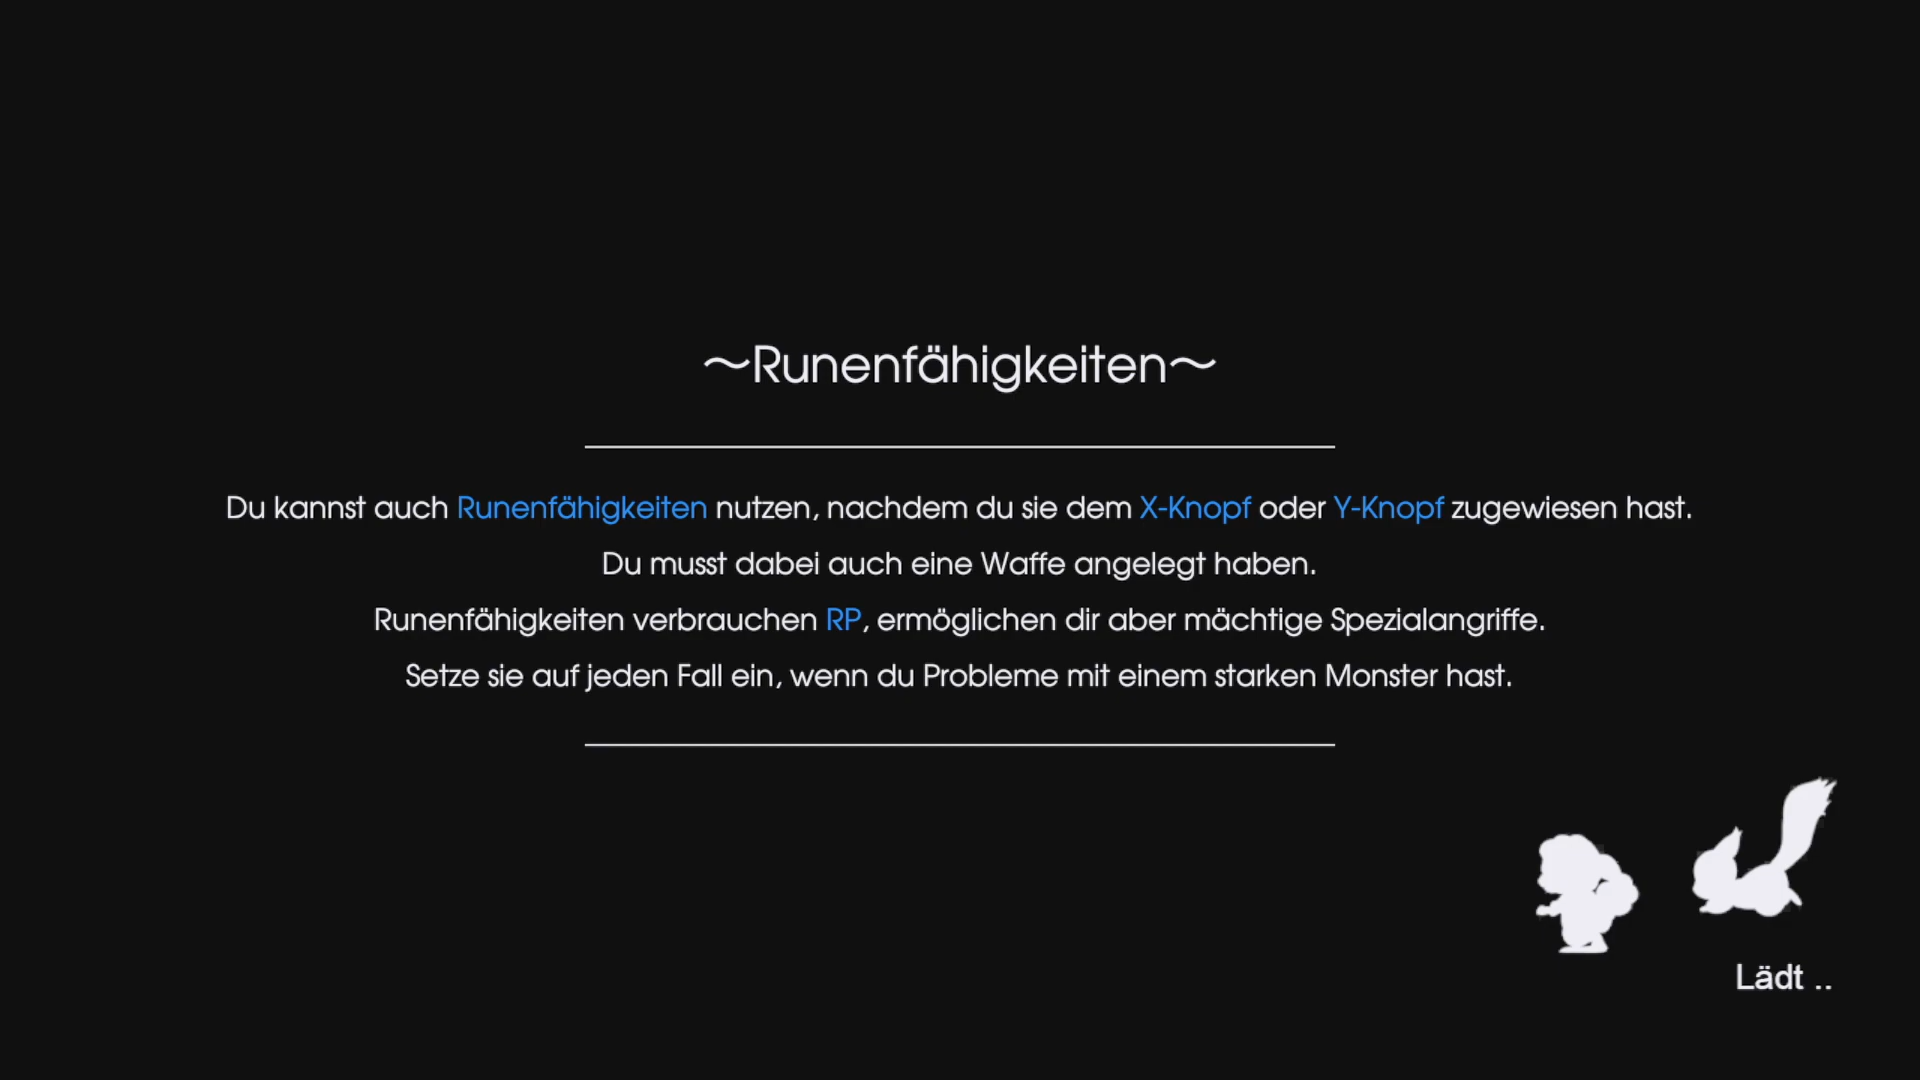 ～Runenfähigkeiten～
Du kannst auch Runenfähigkeiten nutzen, nachdem du sie dem X-Knopf oder Y-Knopf zugewiesen hast.
Du musst dabei auch eine Waffe angelegt haben.
Runenfähigkeiten verbrauchen RP, ermöglichen dir aber mächtige Spezialangriffe.
Setze sie auf jeden Fall ein, wenn du Probleme mit einem starken Monster hast.
Lädt ..